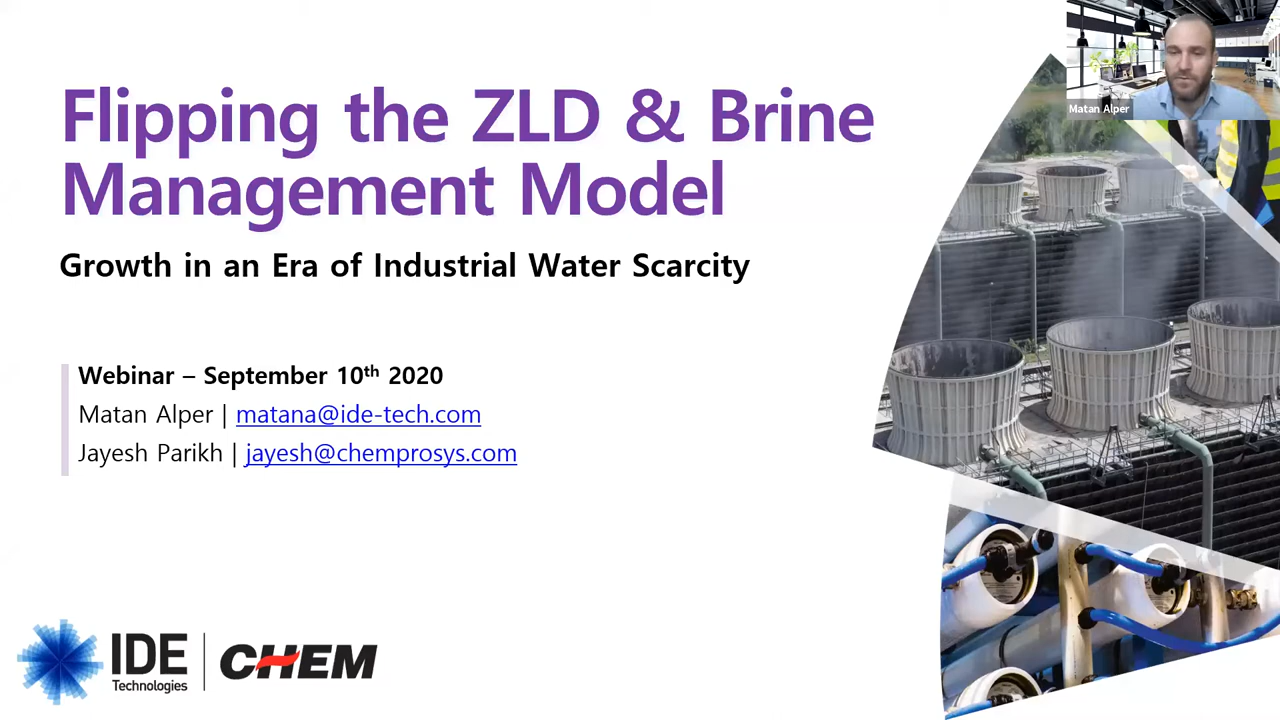 Matan Alper
Flipping the ZLD & Brine
Management Model
Growth in an Era of Industrial Water Scarcity
Webinar – September 10th 2020
Matan Alper | matana@ide-tech.com
Jayesh Parikh | jayesh@chemprosys.com
IDE
Technologies
CHEM